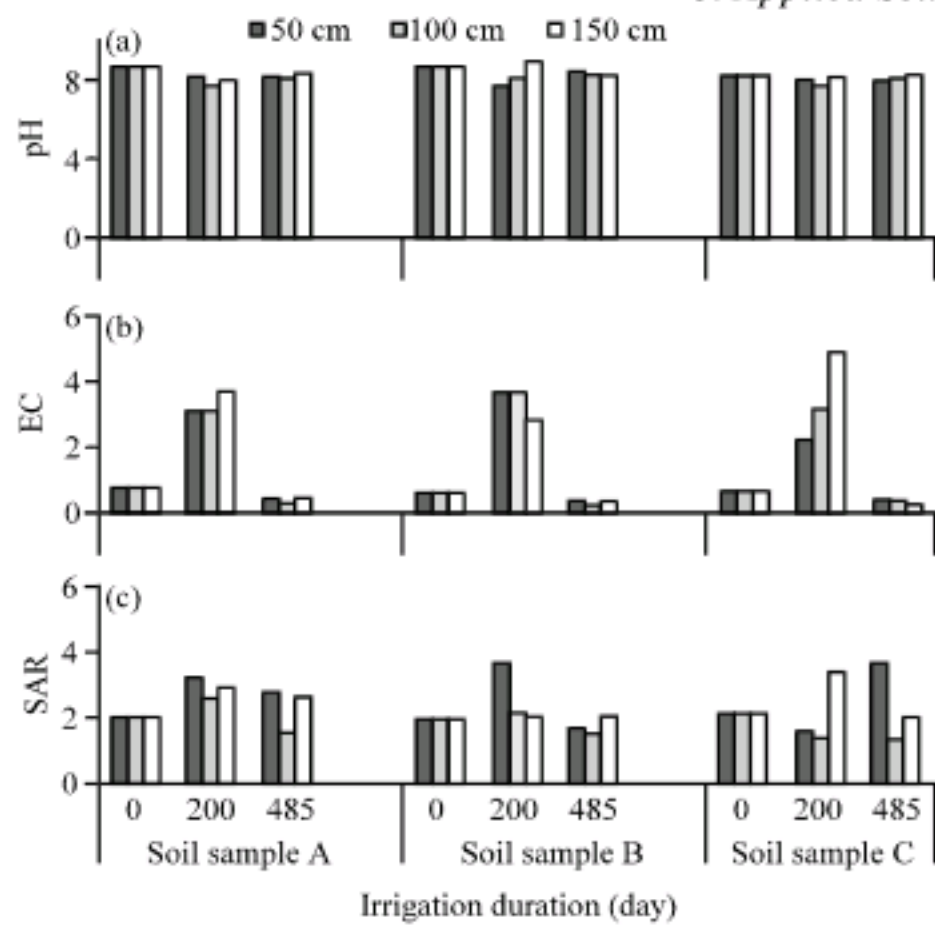 50 cm 100 cm 150 cm
(a)
8
4
0
pH
(b)
6
4
2
0
EC
(c)
6
4
2
0
SAR
0 200 485 0 200 485 0 200 485
Soil sample A Soil sample B Soil sample C
Irrigation duration (day)